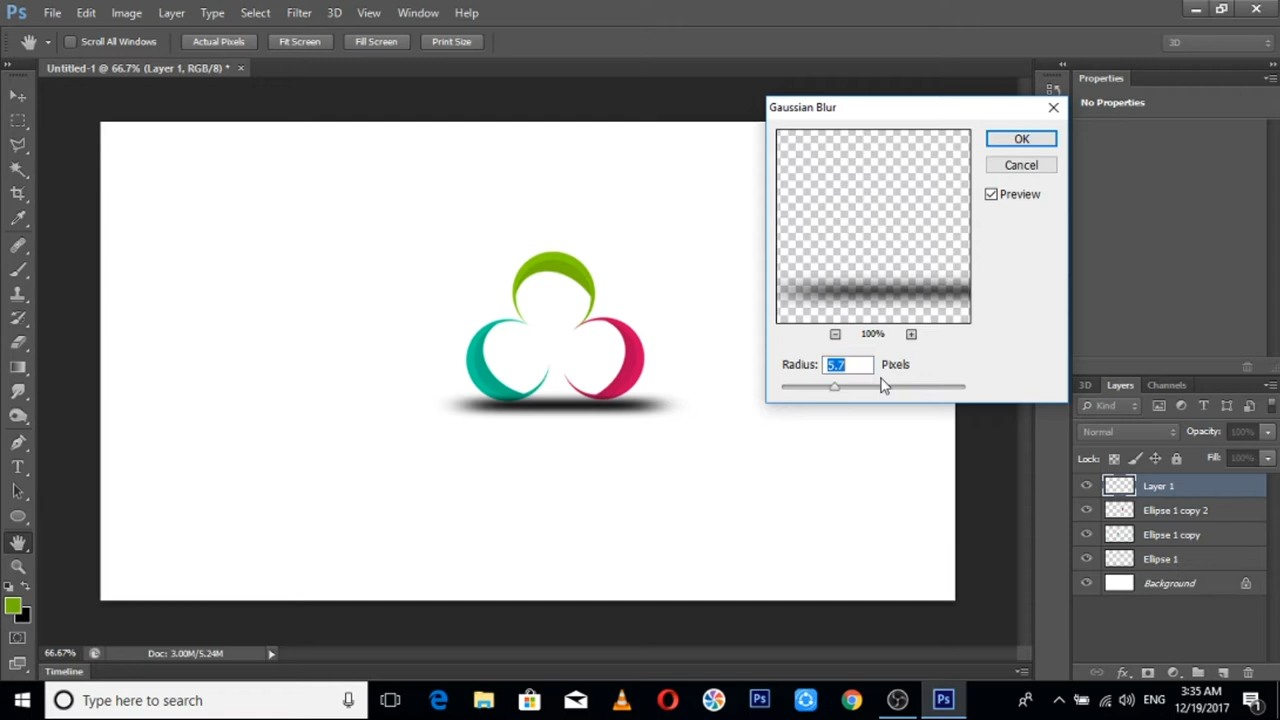 Ps File Edit Image Layer Type Select Filter 3D View Window Help
Scroll All Windows Actual Pixels Fit Screen Fill Screen Print Size 3D
Untitled-1 @ 66.7% (Layer 1, RGB/8) * ×
Properties
No Properties
Gaussian Blur
OK
Cancel
Preview
100%
Radius: 5.7 Pixels
3D Layers Channels
Kind
Normal Opacity: 100%
Lock: Fill: 100%
Layer 1
Ellipse 1 copy 2
Ellipse 1 copy
Ellipse 1
Background
66.67% Doc: 3.00M/5.24M
Timeline
Type here to search
Ps Ps
ENG
3:35 AM
12/19/2017
1